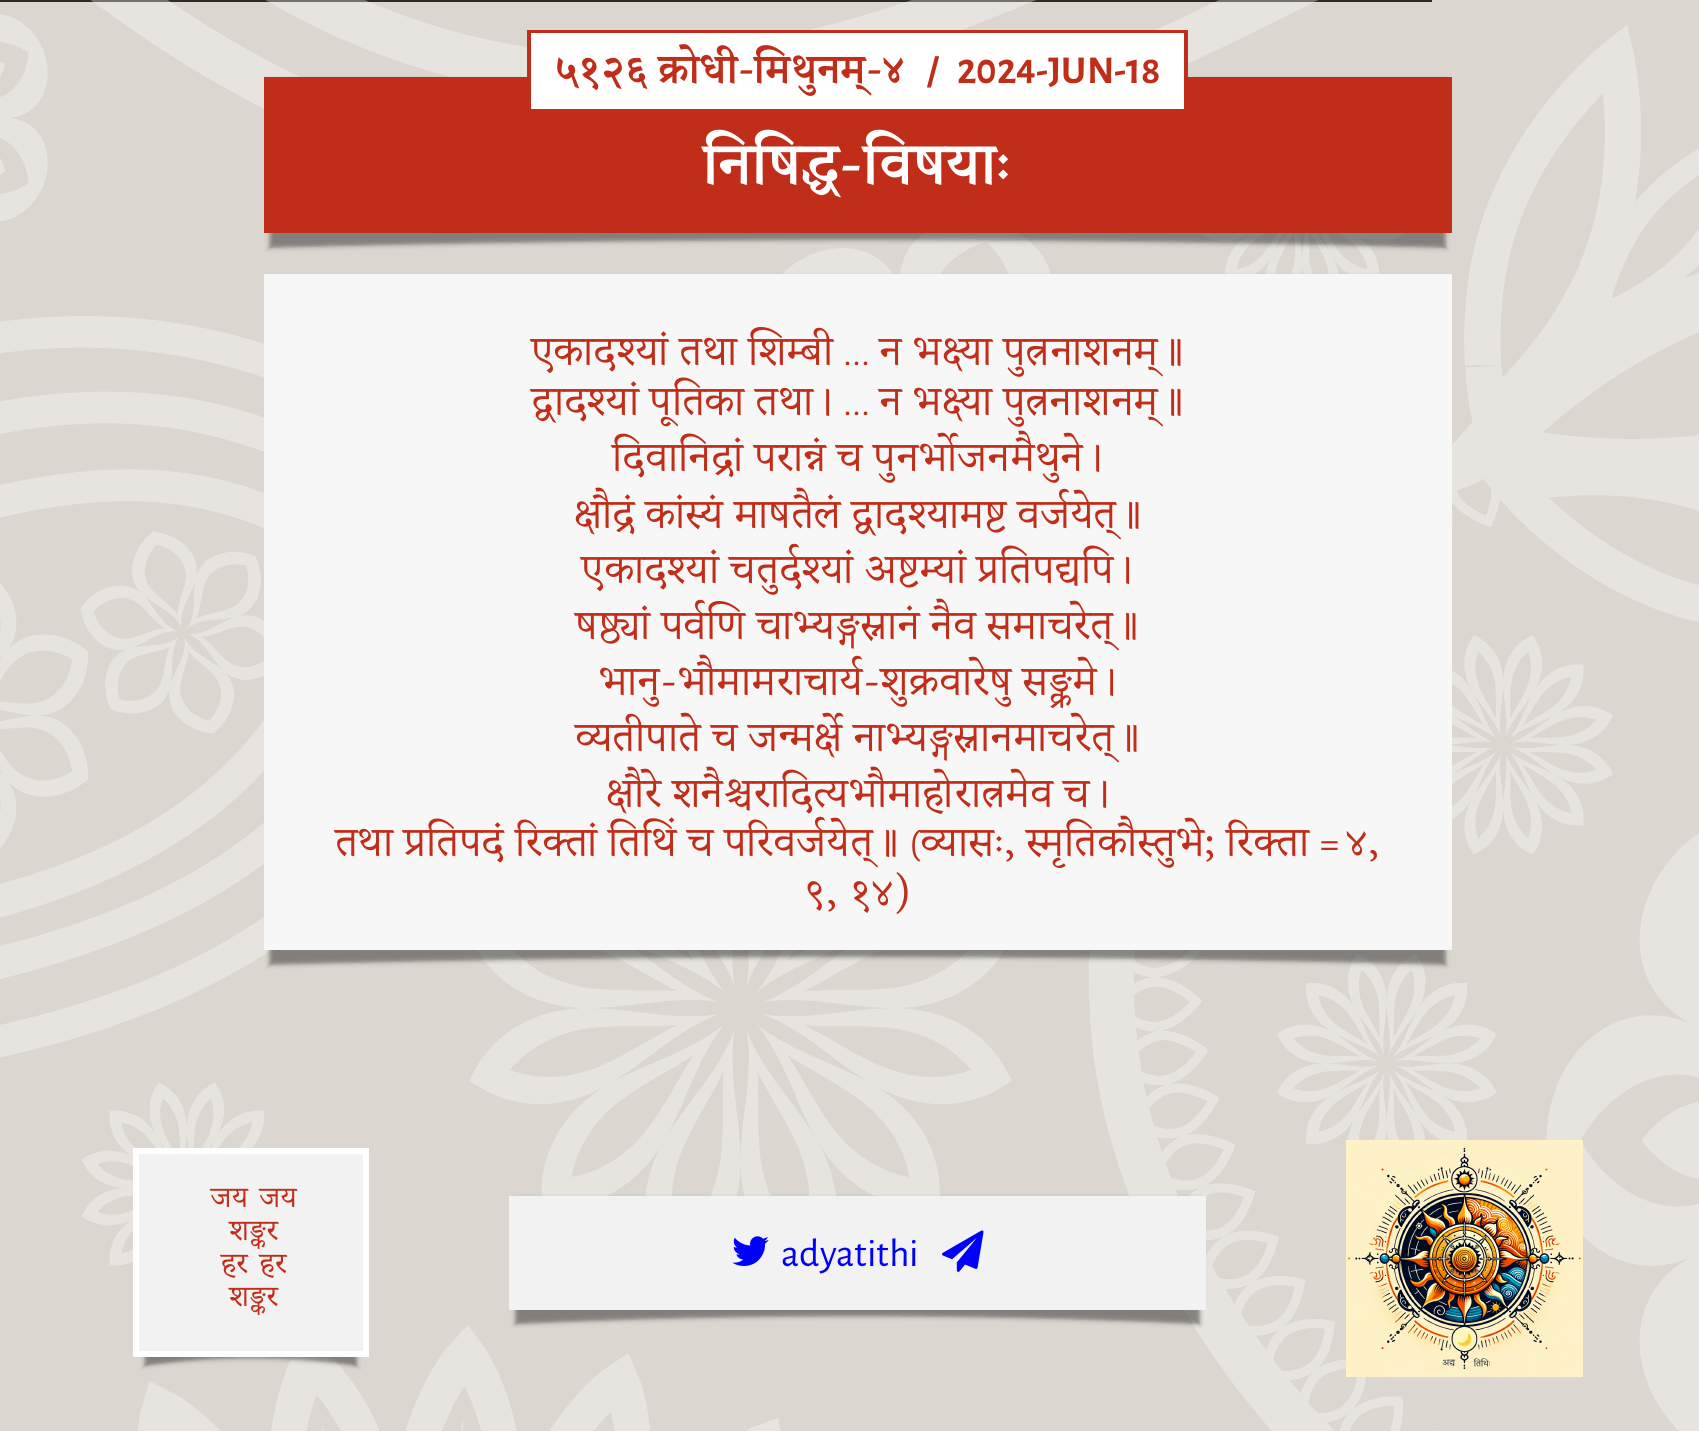 ५१२६ क्रोधी-मिथुनम्-४ / 2024-JUN-18
निषिद्ध-विषयाः
एकादश्यां तथा शिम्बी … न भक्ष्या पुत्रनाशनम्॥
द्वादश्यां पूतिका तथा। … न भक्ष्या पुत्रनाशनम्॥
दिवानिद्रां परान्नं च पुनर्भोजनमैथुने।
क्षौद्रं कांस्यं माषतैलं द्वादश्यामष्ट वर्जयेत्॥
एकादश्यां चतुर्दश्यां अष्टम्यां प्रतिपद्यपि।
षष्ठ्यां पर्वणि चाभ्यङ्गस्नानं नैव समाचरेत्॥
भानु-भौमामराचार्य-शुक्रवारेषु सङ्क्रमे।
व्यतीपाते च जन्मर्क्षे नाभ्यङ्गस्नानमाचरेत्॥
क्षौरे शनैश्चरादित्यभौमाहोरात्रमेव च।
तथा प्रतिपदं रिक्तां तिथिं च परिवर्जयेत्॥ (व्यासः, स्मृतिकौस्तुभे; रिक्ता = ४,
९, १४)
जय जय
शङ्कर
हर हर
शङ्कर
adyatithi
अद्य तिथिः